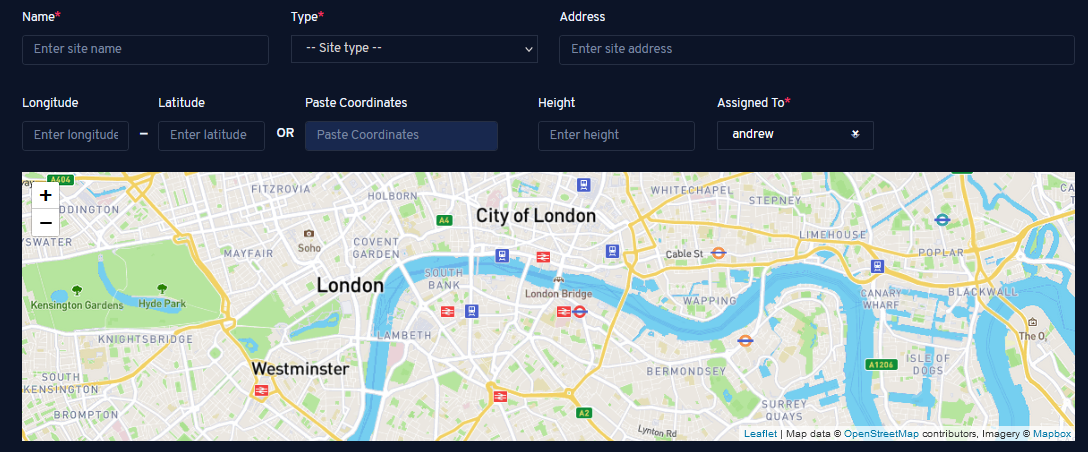 Name*
Type*
Address
Enter site name
-- Site type --
Enter site address
Longitude
Latitude
Paste Coordinates
Height
Assigned To*
Enter longitude
–
Enter latitude
OR
Paste Coordinates
Enter height
andrew
×
+
−
A404
FITZROVIA
HOLBORN
WHITECHAPEL
DDINGTON
STEPNEY
A4
City of London
YSWATER
MAYFAIR
Soho
COVENT
GARDEN
LIMEHOUSE
Cable St
POPLAR
SOUTH
BANK
London
London Bridge
Kensington Gardens
Hyde Park
WAPPING
CANARY
WHARF
BLACKWALL
KNIGHTSBRIDGE
LAMBETH
The O
Westminster
BERMONDSEY
A1206
ISLE OF
DOGS
SOUTH
KENSINGTON
BROMPTON
A2
SURREY
QUAYS
Lynton Rd
Leaflet | Map data © OpenStreetMap contributors, Imagery © Mapbox